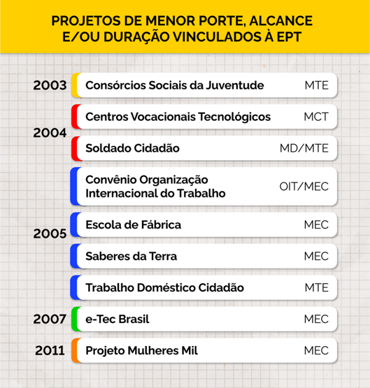 PROJETOS DE MENOR PORTE, ALCANCE
E/OU DURAÇÃO VINCULADOS À EPT
2003 Consórcios Sociais da Juventude MTE
2004
Centros Vocacionais Tecnológicos MCT
Soldado Cidadão MD/MTE
2005
Convênio Organização
Internacional do Trabalho OIT/MEC
Escola de Fábrica MEC
Saberes da Terra MEC
Trabalho Doméstico Cidadão MTE
2007 e-Tec Brasil MEC
2011 Projeto Mulheres Mil MEC